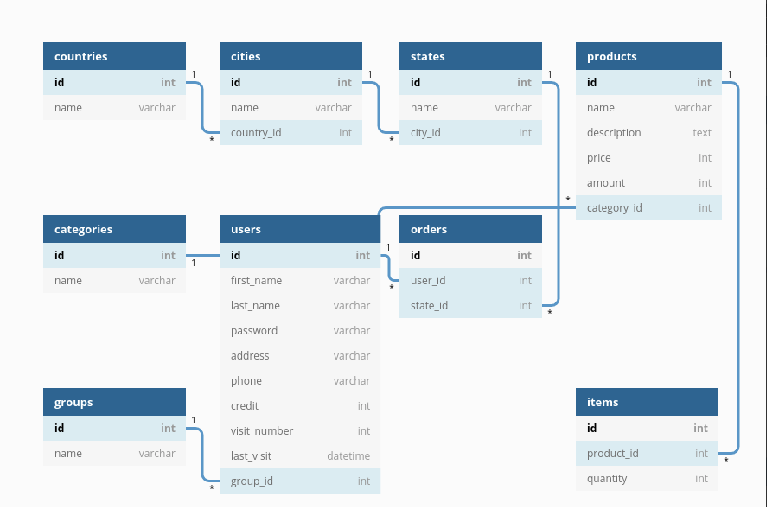 countries
id int
name varchar
1
*
cities
id int
name varchar
country_id int
1
*
states
id int
name varchar
city_id int
1
*
products
id int
name varchar
description text
price int
amount int
category_id int
1
*
categories
id int
name varchar
1
users
id int
first_name varchar
last_name varchar
password varchar
address varchar
phone varchar
credit int
visit_number int
last_visit datetime
group_id int
1
*
orders
id int
user_id int
state_id int
*
groups
id int
name varchar
1
*
items
id int
product_id int
quantity int
*